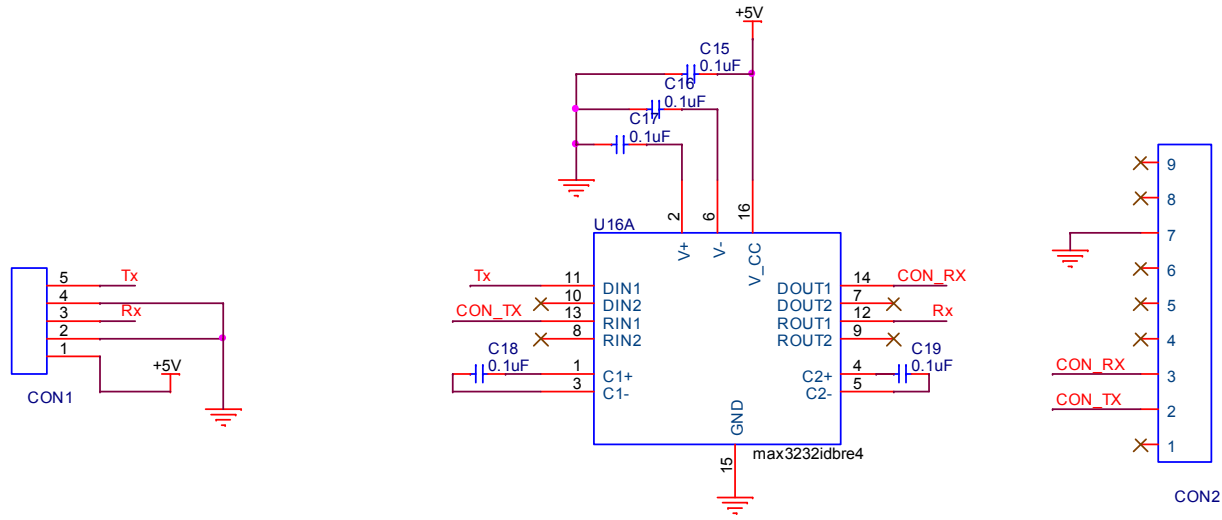 +5V
C15
0.1uF
C16
0.1uF
C17
0.1uF
2
6
16
U16A
V+
V-
V_CC
5
Tx
4
3
Rx
2
1
+5V
CON1
Tx
11
DIN1
10
DIN2
CON_TX
13
RIN1
8
RIN2
C18
0.1uF
1
C1+
3
C1-
DOUT1
14
CON_RX
DOUT2
7
ROUT1
12
Rx
ROUT2
9
C19
0.1uF
C2+
4
C2-
5
GND
15
max3232idbre4
9
8
7
6
5
4
CON_RX
3
CON_TX
2
1
CON2